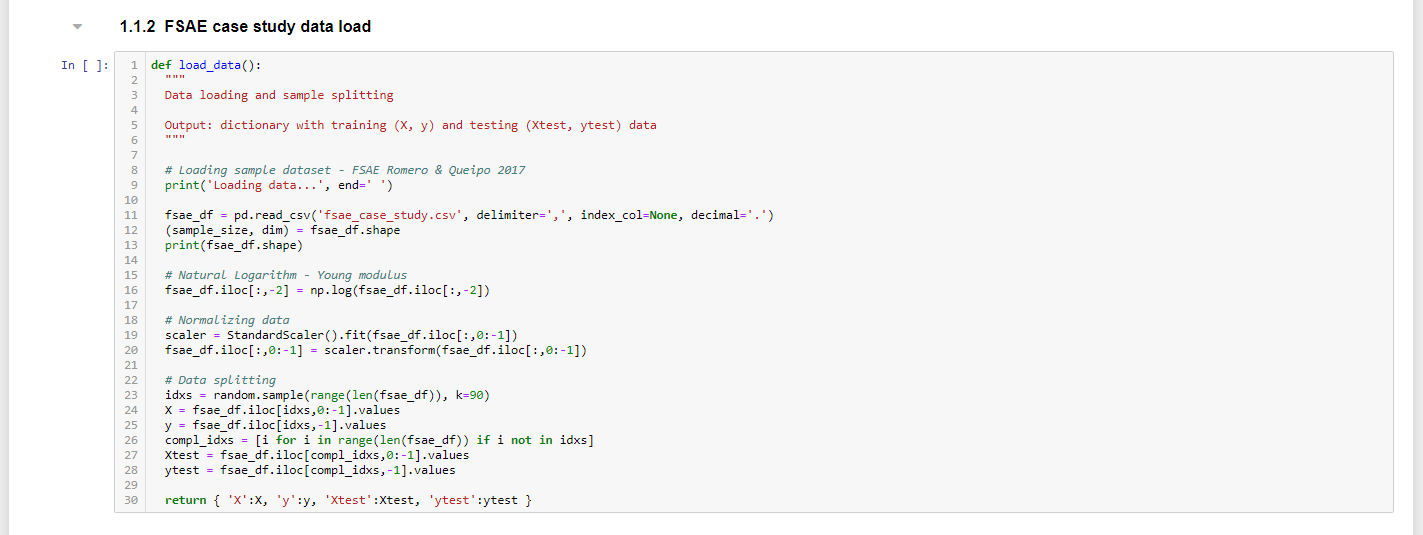 1.1.2 FSAE case study data load
In [ ]:
1 def load_data():
2 """
3 Data loading and sample splitting
4
5 Output: dictionary with training (X, y) and testing (Xtest, ytest) data
6 """
7
8 # Loading sample dataset - FSAE Romero & Queipo 2017
9 print('Loading data...', end=' ')
10
11 fsae_df = pd.read_csv('fsae_case_study.csv', delimiter=',', index_col=None, decimal='.')
12 (sample_size, dim) = fsae_df.shape
13 print(fsae_df.shape)
14
15 # Natural Logarithm - Young modulus
16 fsae_df.iloc[:,-2] = np.log(fsae_df.iloc[:,-2])
17
18 # Normalizing data
19 scaler = StandardScaler().fit(fsae_df.iloc[:,0:-1])
20 fsae_df.iloc[:,0:-1] = scaler.transform(fsae_df.iloc[:,0:-1])
21
22 # Data splitting
23 idxs = random.sample(range(len(fsae_df)), k=90)
24 X = fsae_df.iloc[idxs,0:-1].values
25 y = fsae_df.iloc[idxs,-1].values
26 compl_idxs = [i for i in range(len(fsae_df)) if i not in idxs]
27 Xtest = fsae_df.iloc[compl_idxs,0:-1].values
28 ytest = fsae_df.iloc[compl_idxs,-1].values
29
30 return { 'X':X, 'y':y, 'Xtest':Xtest, 'ytest':ytest }